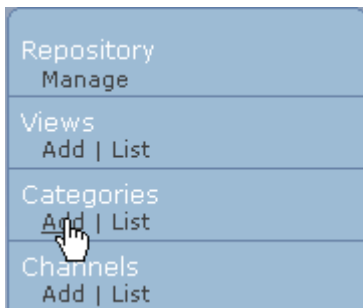 Repository
Manage
Views
Add | List
Categories
Add | List
Channels
Add | List